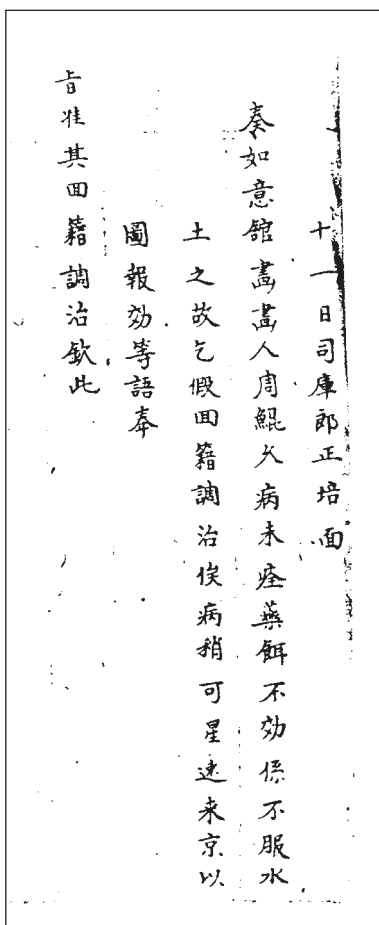 十一日司庫郎正培面
奏如意館畫畫人周鯤久病未痊藥餌不効係不服水
土之故乞假回籍調治俟病稍可星速来京以
圖報効等語奉
旨准其回籍調治欽此